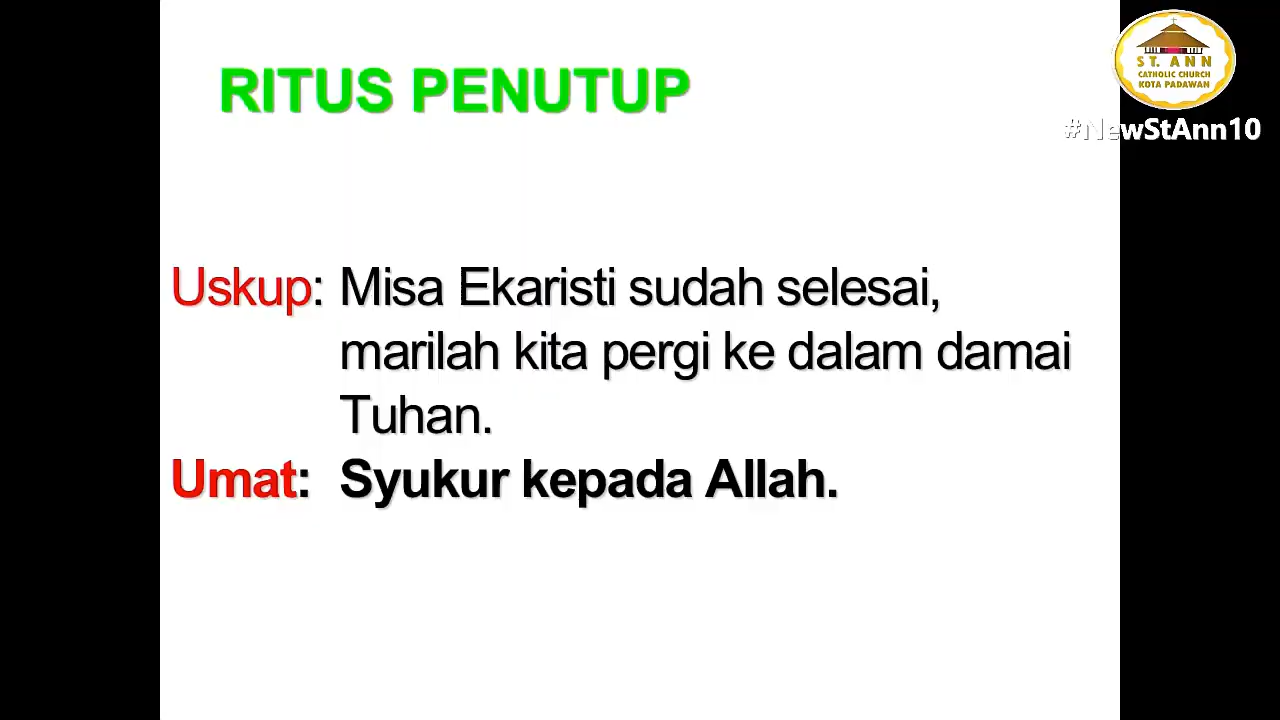 RITUS PENUTUP
ST. ANN
CATHOLIC CHURCH
KOTA PADAWAN
#NewStAnn10
Uskup: Misa Ekaristi sudah selesai,
marilah kita pergi ke dalam damai
Tuhan.
Umat: Syukur kepada Allah.